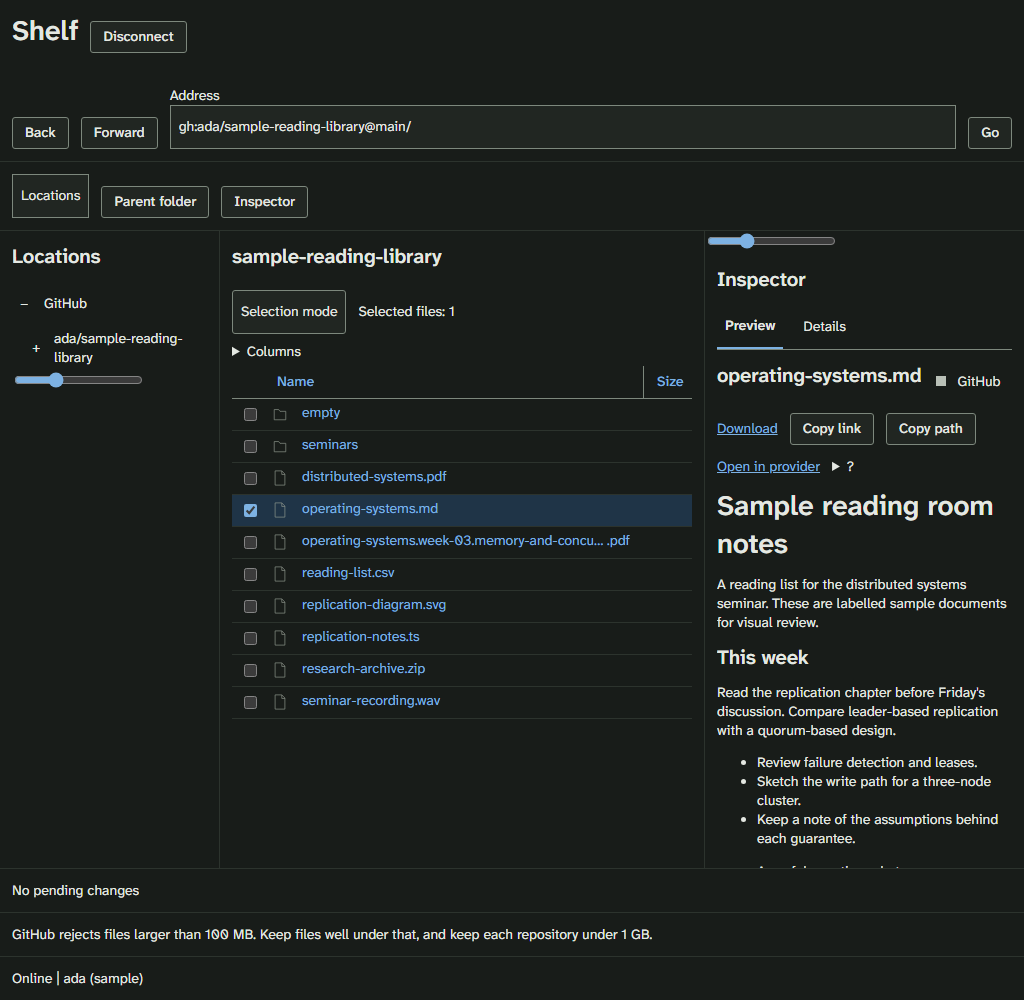 Shelf
Disconnect
Address
Back
Forward
gh:ada/sample-reading-library@main/
Go
Locations
Parent folder
Inspector
Locations
− GitHub
+ ada/sample-reading-
library
sample-reading-library
Selection mode
Selected files: 1
▶ Columns
Name
Size
empty
seminars
distributed-systems.pdf
operating-systems.md
operating-systems.week-03.memory-and-concu... .pdf
reading-list.csv
replication-diagram.svg
replication-notes.ts
research-archive.zip
seminar-recording.wav
Inspector
Preview
Details
operating-systems.md
GitHub
Download
Copy link
Copy path
Open in provider
▶ ?
Sample reading room
notes
A reading list for the distributed systems
seminar. These are labelled sample documents
for visual review.
This week
Read the replication chapter before Friday's
discussion. Compare leader-based replication
with a quorum-based design.
• Review failure detection and leases.
• Sketch the write path for a three-node
cluster.
• Keep a note of the assumptions behind
each guarantee.
No pending changes
GitHub rejects files larger than 100 MB. Keep files well under that, and keep each repository under 1 GB.
Online | ada (sample)